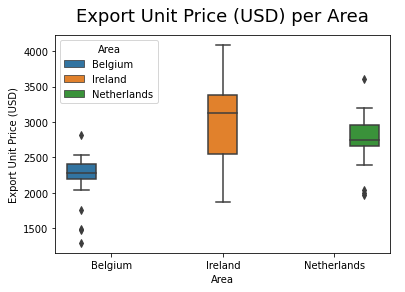 Export Unit Price (USD) per Area
Export Unit Price (USD)
4000
3500
3000
2500
2000
1500
Area
Belgium
Ireland
Netherlands
Belgium Ireland Netherlands
Area